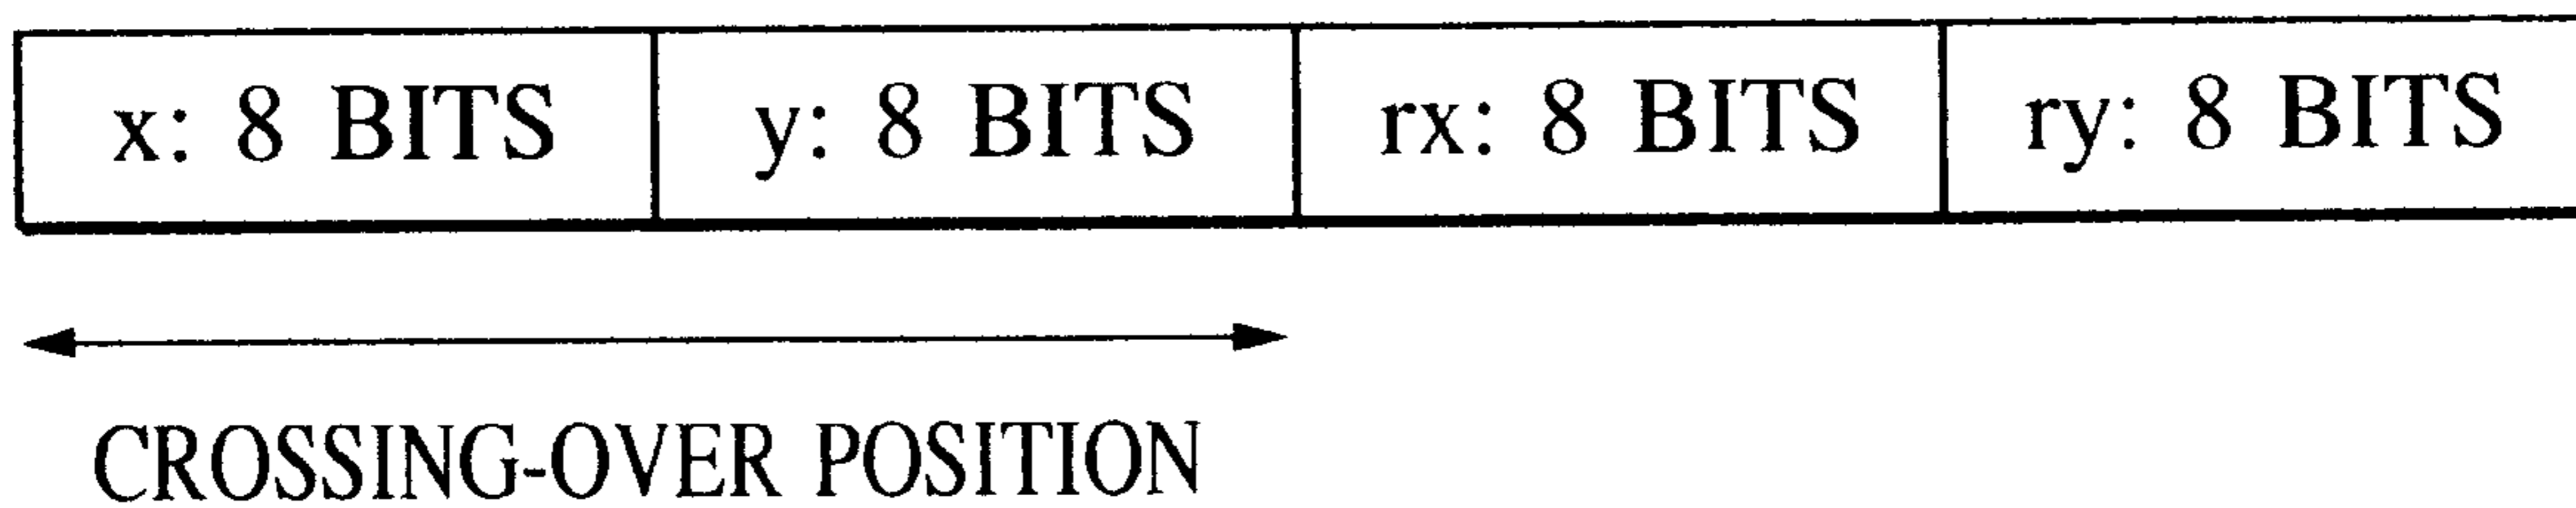 x: 8 BITS y: 8 BITS rx: 8 BITS ry: 8 BITS
CROSSING-OVER POSITION